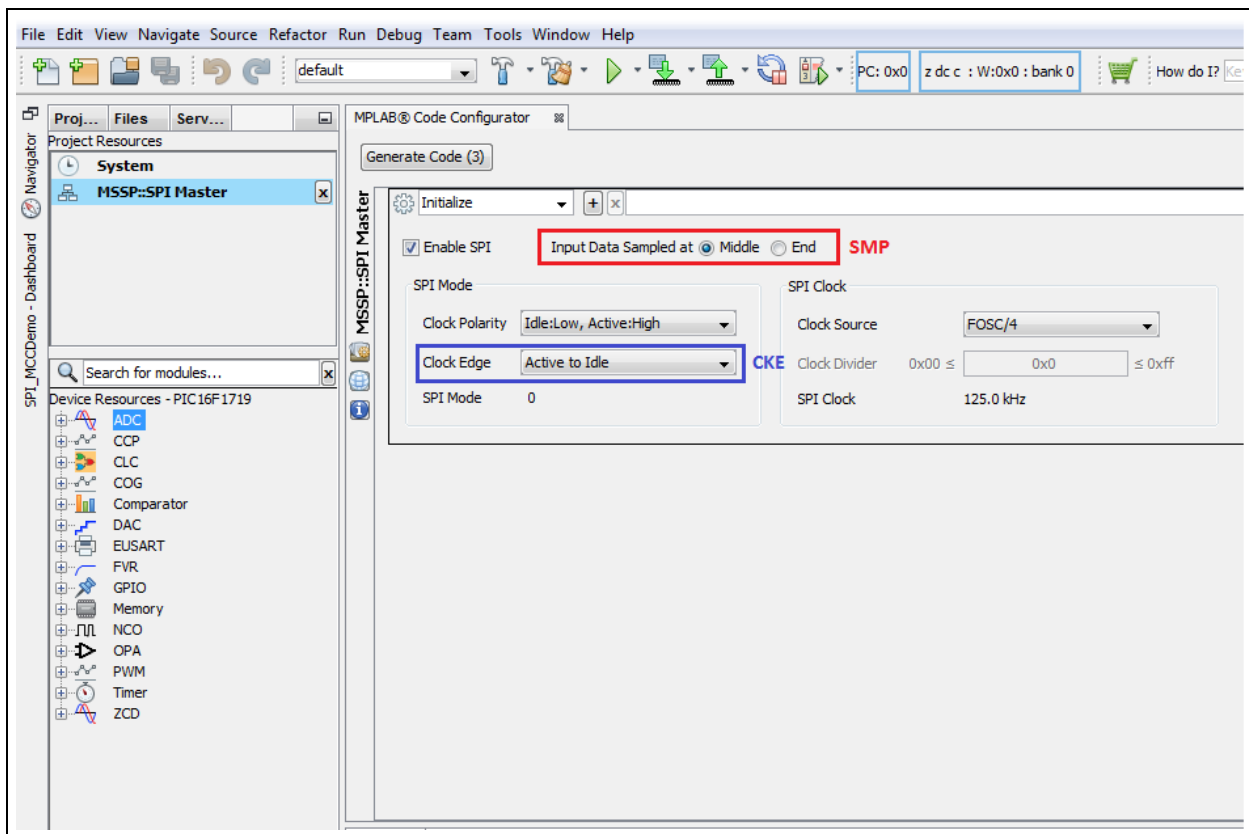 File Edit View Navigate Source Refactor Run Debug Team Tools Window Help
default
PC: 0x0
z dc c : W:0x0 : bank 0
How do I?
Navigator
SPI_MCCDemo - Dashboard
Proj... Files Serv...
Project Resources
System
MSSP::SPI Master
Search for modules...
Device Resources - PIC16F1719
ADC
CCP
CLC
COG
Comparator
DAC
EUSART
FVR
GPIO
Memory
NCO
OPA
PWM
Timer
ZCD
MPLAB® Code Configurator
Generate Code (3)
MSSP::SPI Master
Initialize
Enable SPI Input Data Sampled at Middle End SMP
SPI Mode
Clock Polarity Idle:Low, Active:High
Clock Edge Active to Idle CKE
SPI Mode 0
SPI Clock
Clock Source FOSC/4
Clock Divider 0x00 ≤ 0x0 ≤ 0xff
SPI Clock 125.0 kHz